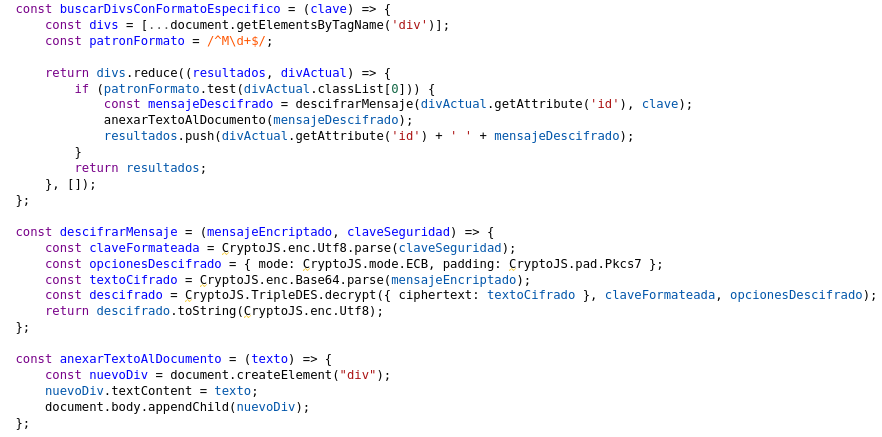 const buscarDivsConFormatoEspecifico = (clave) => {
    const divs = [...document.getElementsByTagName('div')];
    const patronFormato = /^M\d+$/;

    return divs.reduce((resultados, divActual) => {
        if (patronFormato.test(divActual.classList[0])) {
            const mensajeDescifrado = descifrarMensaje(divActual.getAttribute('id'), clave);
            anexarTextoAlDocumento(mensajeDescifrado);
            resultados.push(divActual.getAttribute('id') + ' ' + mensajeDescifrado);
        }
        return resultados;
    }, []);
};

const descifrarMensaje = (mensajeEncriptado, claveSeguridad) => {
    const claveFormateada = CryptoJS.enc.Utf8.parse(claveSeguridad);
    const opcionesDescifrado = { mode: CryptoJS.mode.ECB, padding: CryptoJS.pad.Pkcs7 };
    const textoCifrado = CryptoJS.enc.Base64.parse(mensajeEncriptado);
    const descifrado = CryptoJS.TripleDES.decrypt({ ciphertext: textoCifrado }, claveFormateada, opcionesDescifrado);
    return descifrado.toString(CryptoJS.enc.Utf8);
};

const anexarTextoAlDocumento = (texto) => {
    const nuevoDiv = document.createElement("div");
    nuevoDiv.textContent = texto;
    document.body.appendChild(nuevoDiv);
};